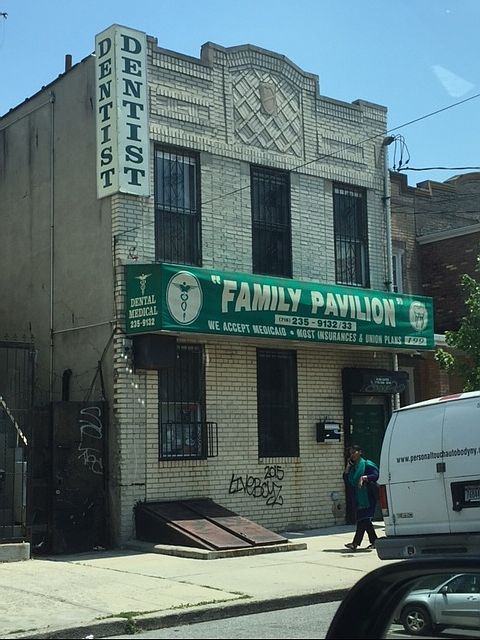 DENTIST
DENTIST
DENTAL
MEDICAL
235-9132
"FAMILY PAVILION"
(718) 235-9132/33
WE ACCEPT MEDICAID • MOST INSURANCES & UNION PLANS
1199
2015
www.personaltouchautobodyny.